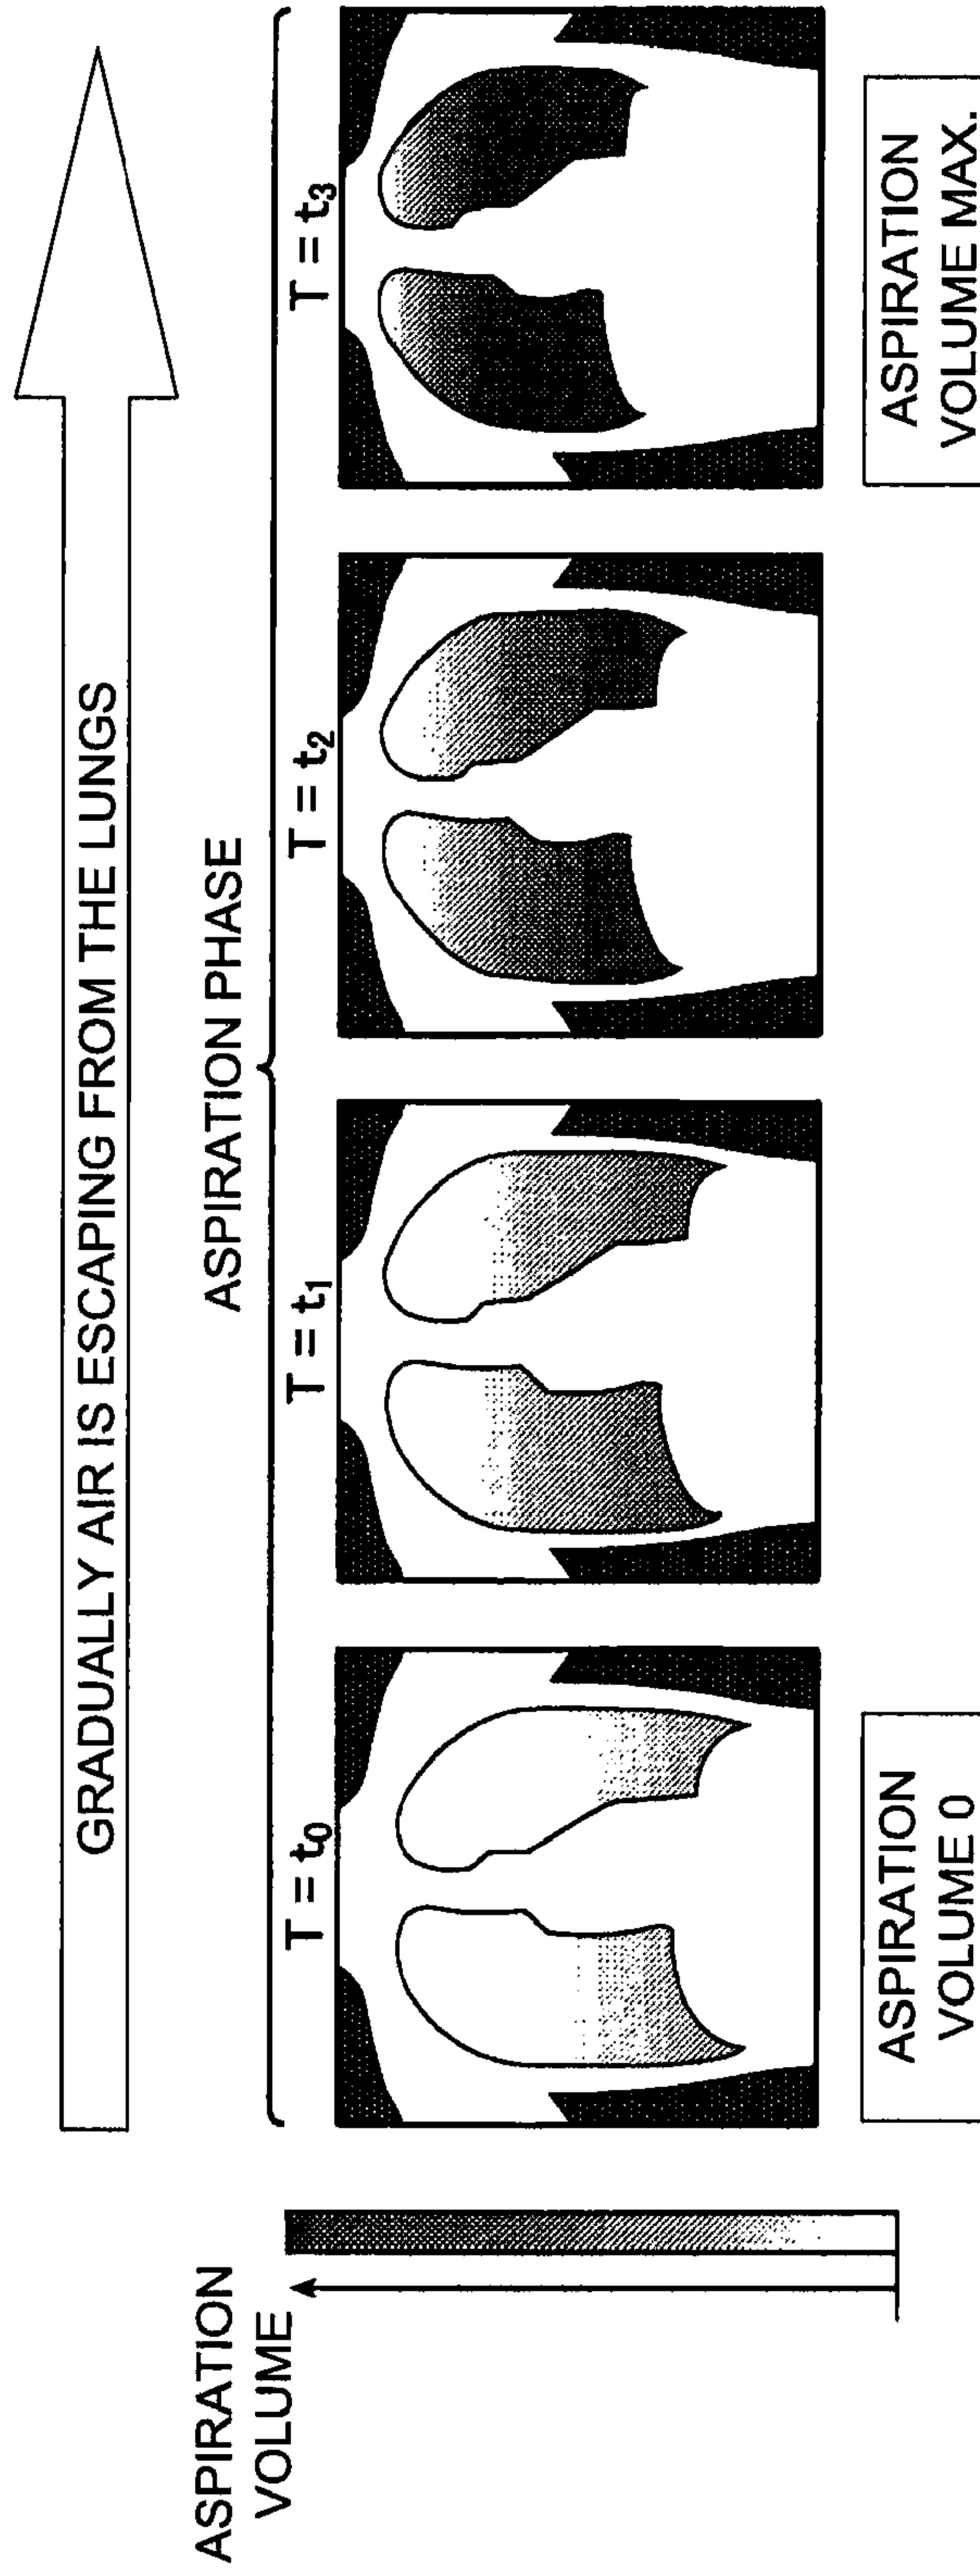 GRADUALLY AIR IS ESCAPING FROM THE LUNGS
ASPIRATION PHASE
ASPIRATION
VOLUME
T = t0
T = t1
T = t2
T = t3
ASPIRATION
VOLUME 0
ASPIRATION
VOLUME MAX.